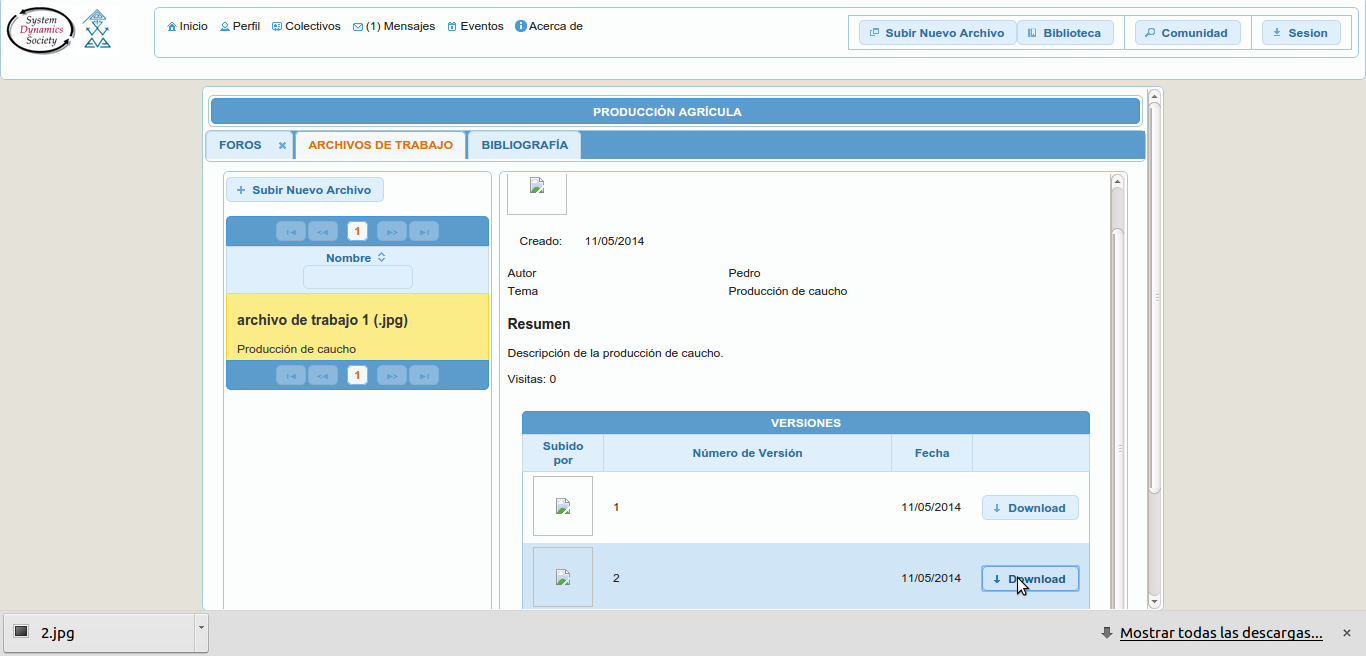 System
Dynamics
Society
Inicio Perfil Colectivos (1) Mensajes Eventos Acerca de
Subir Nuevo Archivo Biblioteca Comunidad Sesion
PRODUCCIÓN AGRÍCULA
FOROS ARCHIVOS DE TRABAJO BIBLIOGRAFÍA
Subir Nuevo Archivo
1
Nombre
archivo de trabajo 1 (.jpg)
Producción de caucho
1
Creado: 11/05/2014
Autor Pedro
Tema Producción de caucho
Resumen
Descripción de la producción de caucho.
Visitas: 0
VERSIONES
Subido
por Número de Versión Fecha
1 11/05/2014 Download
2 11/05/2014 Download
2.jpg Mostrar todas las descargas...